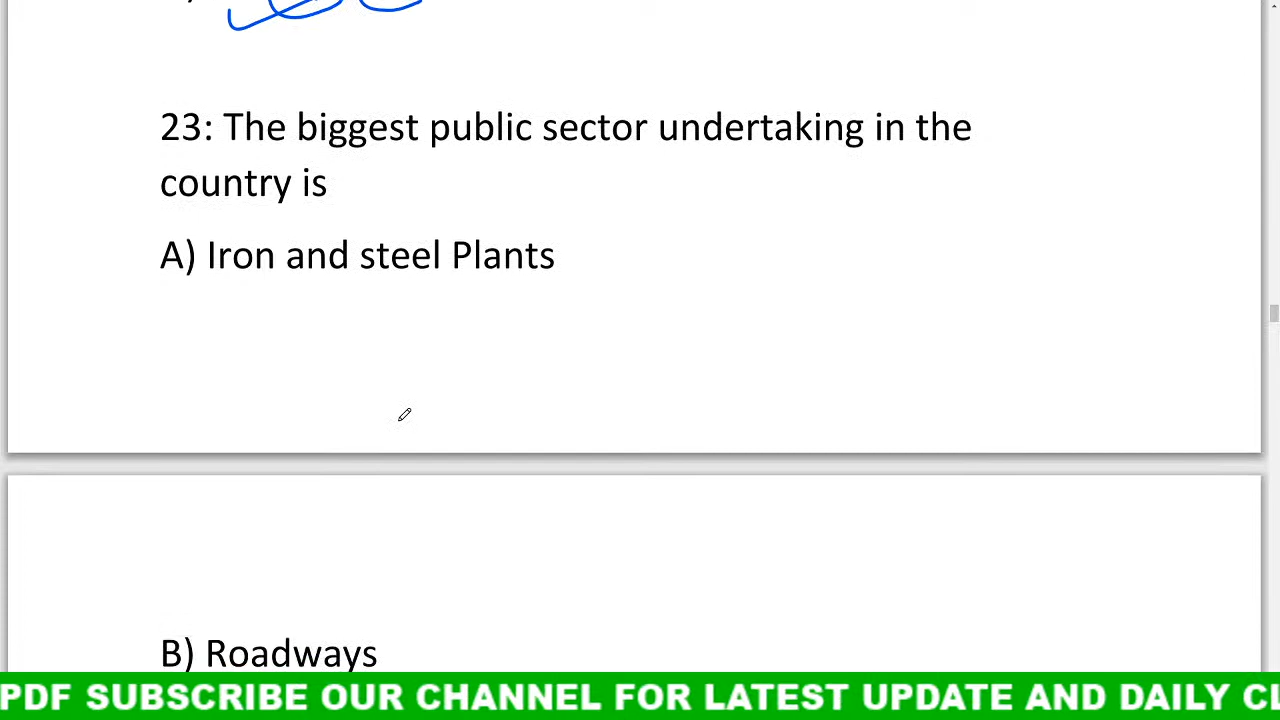 23: The biggest public sector undertaking in the
country is
A) Iron and steel Plants
B) Roadways
PDF SUBSCRIBE OUR CHANNEL FOR LATEST UPDATE AND DAILY